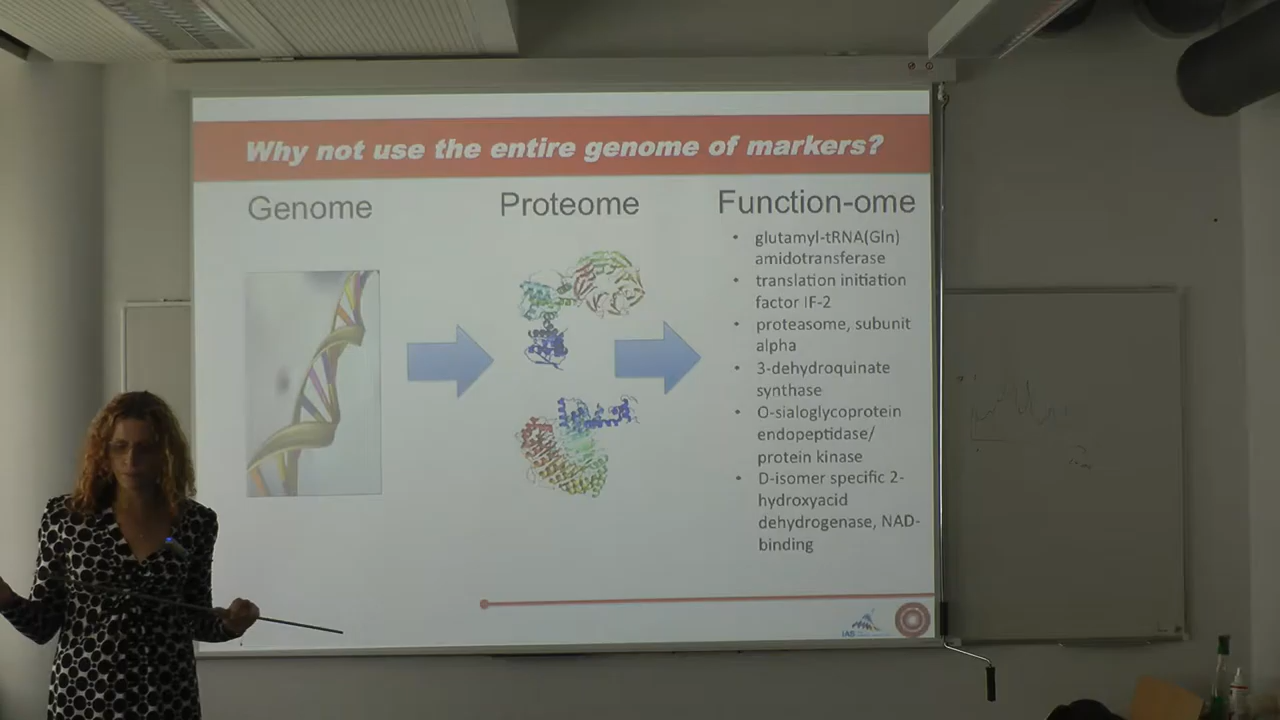 Why not use the entire genome of markers?
Genome
Proteome
Function-ome
• glutamyl-tRNA(Gln)
amidotransferase
• translation initiation
factor IF-2
• proteasome, subunit
alpha
• 3-dehydroquinate
synthase
• O-sialoglycoprotein
endopeptidase/
protein kinase
• D-isomer specific 2-
hydroxyacid
dehydrogenase, NAD-
binding
IAB